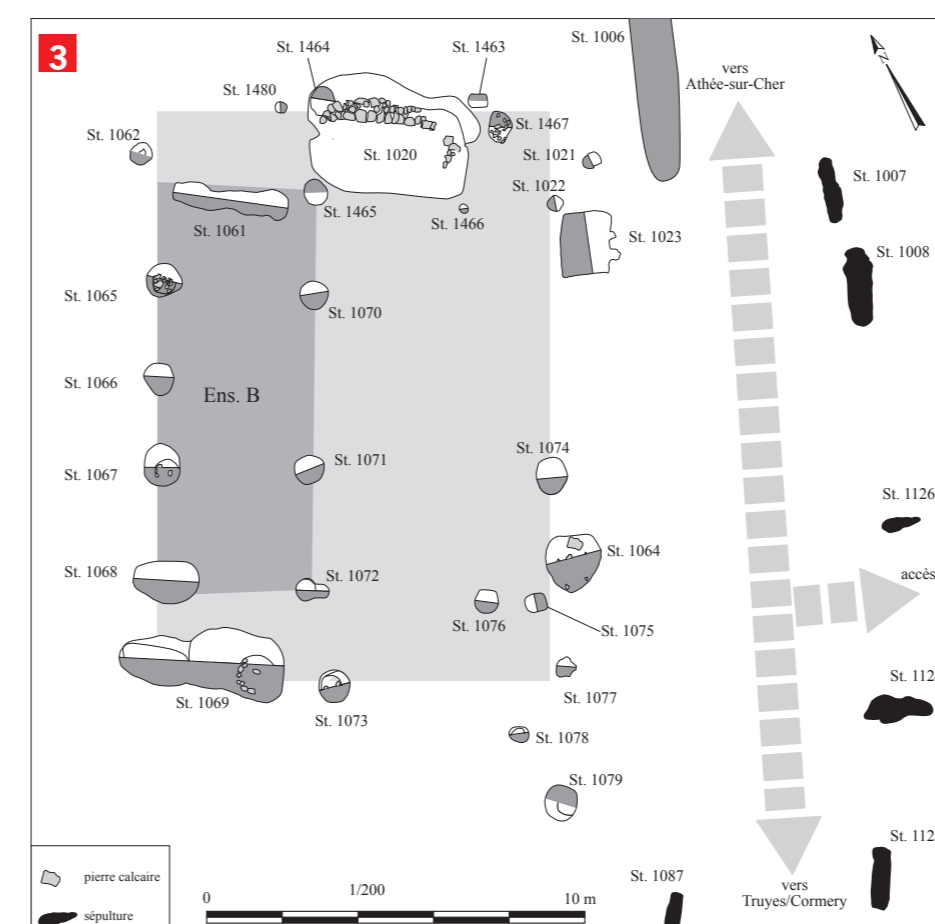 3
St. 1464
St. 1463
St. 1006
vers
Athée-sur-Cher
St. 1480
St. 1062
St. 1467
St. 1020
St. 1021
St. 1007
St. 1022
St. 1465
St. 1466
St. 1061
St. 1023
St. 1008
St. 1065
St. 1070
St. 1066
Ens. B
St. 1074
St. 1071
St. 1067
St. 1126
St. 1064
St. 1068
St. 1072
accès
St. 1076
St. 1075
St. 112
St. 1069
St. 1077
St. 1073
St. 1078
St. 1079
St. 112
St. 1087
vers
Truyes/Cormery
pierre calcaire
sépulture
0
1/200
10 m